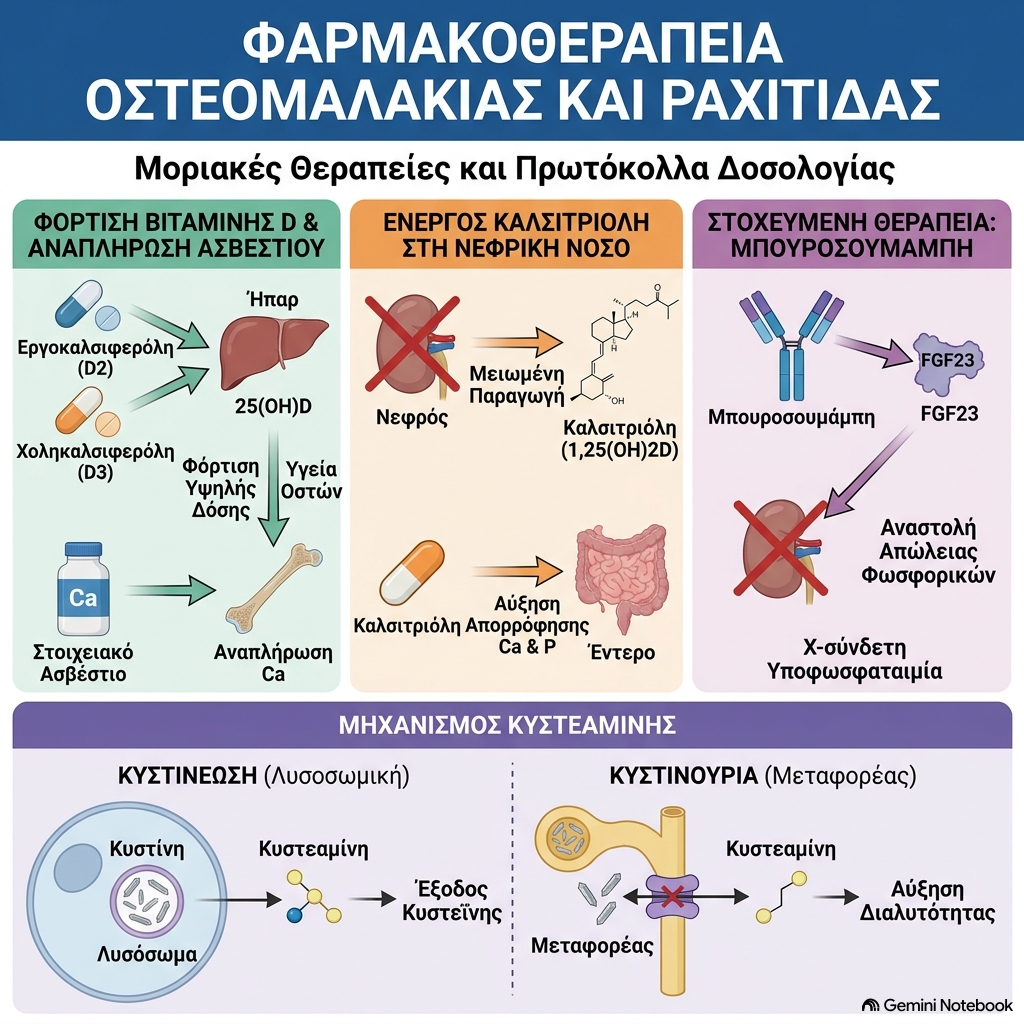 ΦΑΡΜΑΚΟΘΕΡΑΠΕΙΑ
ΟΣΤΕΟΜΑΛΑΚΙΑΣ ΚΑΙ ΡΑΧΙΤΙΔΑΣ
Μοριακές Θεραπείες και Πρωτόκολλα Δοσολογίας
ΦΟΡΤΙΣΗ ΒΙΤΑΜΙΝΗΣ D &
ΑΝΑΠΛΗΡΩΣΗ ΑΣΒΕΣΤΙΟΥ
Εργοκαλσιφερόλη
(D2)
Ήπαρ
25(OH)D
Χοληκαλσιφερόλη
(D3)
Φόρτιση
Υψηλής
Δόσης
Υγεία
Οστών
Ca
Στοιχειακό
Ασβέστιο
Αναπλήρωση
Ca
ΕΝΕΡΓΟΣ ΚΑΛΣΙΤΡΙΟΛΗ
ΣΤΗ ΝΕΦΡΙΚΗ ΝΟΣΟ
Νεφρός
Μειωμένη
Παραγωγή
O
H
H
OH
Καλσιτριόλη
(1,25(OH)2D)
Καλσιτριόλη
Αύξηση
Απορρόφησης
Ca & P
Έντερο
ΣΤΟΧΕΥΜΕΝΗ ΘΕΡΑΠΕΙΑ:
ΜΠΟΥΡΟΣΟΥΜΑΜΠΗ
Μπουροσουμάμπη
FGF23
FGF23
Αναστολή
Απώλειας
Φωσφορικών
Χ-σύνδετη
Υποφωσφαταιμία
ΜΗΧΑΝΙΣΜΟΣ ΚΥΣΤΕΑΜΙΝΗΣ
ΚΥΣΤΙΝΕΩΣΗ (Λυσοσωμική)
Κυστίνη
Λυσόσωμα
Κυστεαμίνη
Έξοδος
Κυστεΐνης
ΚΥΣΤΙΝΟΥΡΙΑ (Μεταφορέας)
Μεταφορέας
Κυστεαμίνη
Αύξηση
Διαλυτότητας
Gemini Notebook